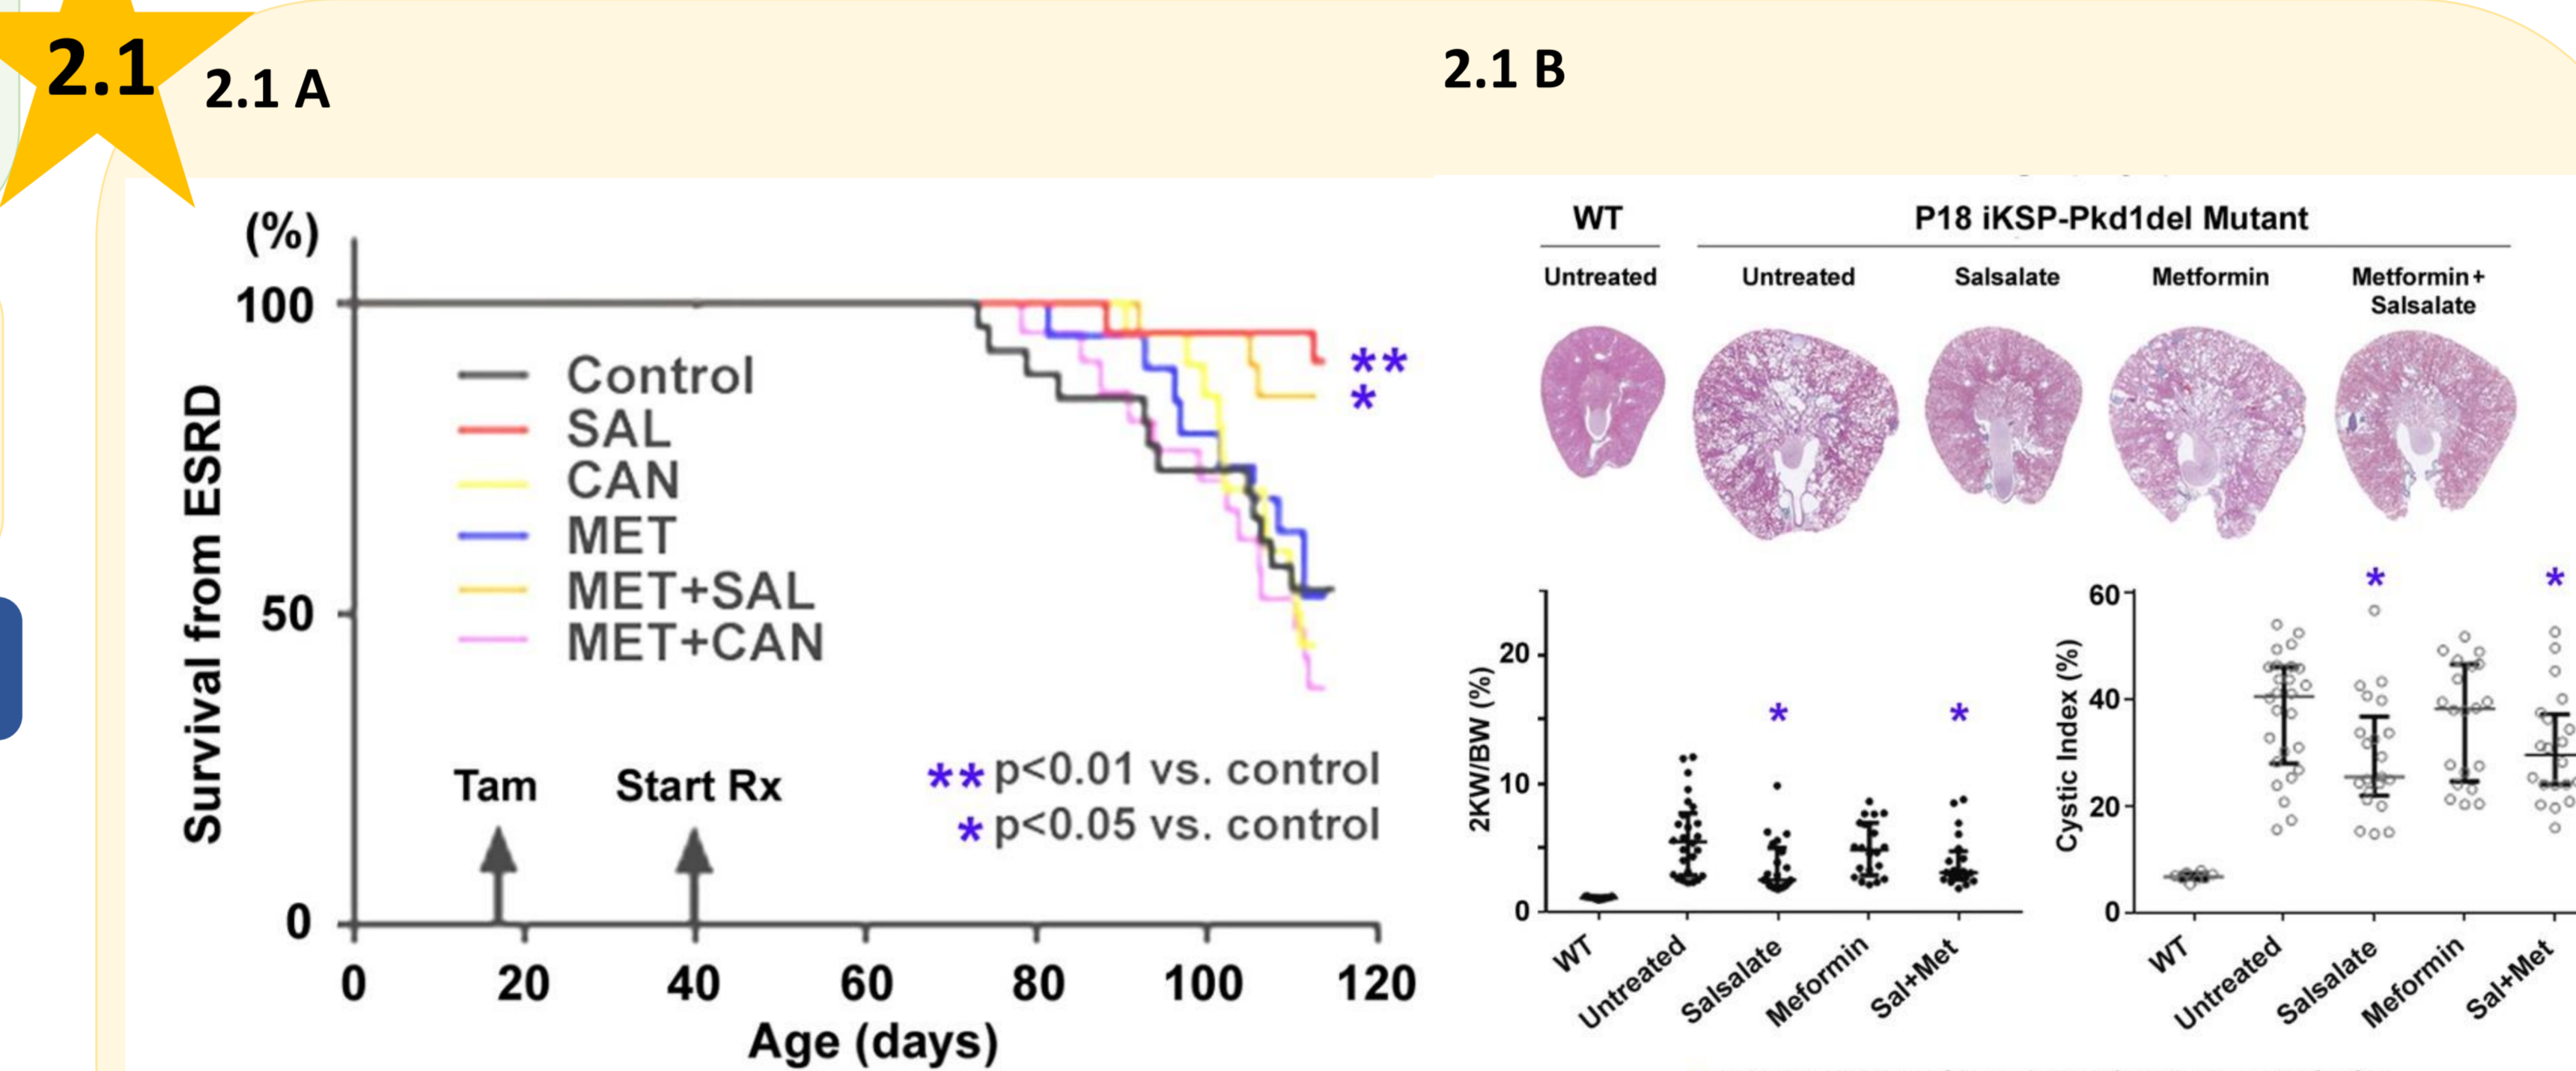 2.1
2.1 A
(%)
100
50
0
Survival from ESRD
Control
SAL
CAN
MET
MET+SAL
MET+CAN
**
*
Tam
Start Rx
** p<0.01 vs. control
* p<0.05 vs. control
0 20 40 60 80 100 120
Age (days)
2.1 B
WT
P18 iKSP-Pkd1del Mutant
Untreated
Untreated
Salsalate
Metformin
Metformin+
Salsalate
2KW/BW (%)
20
10
0
*
*
WT
Untreated
Salsalate
Meformin
Sal+Met
Cystic Index (%)
60
40
20
0
*
*
WT
Untreated
Salsalate
Meformin
Sal+Met